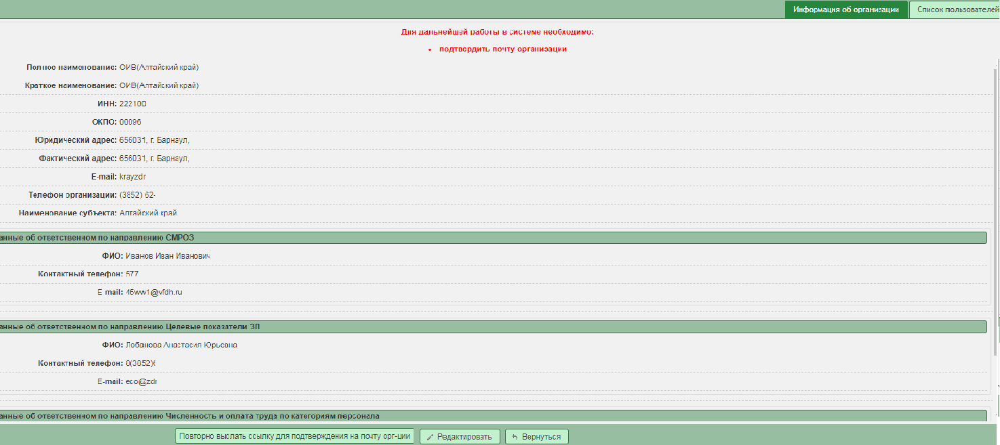 Информация об организации
Список пользователей
Для дальнейшей работы в системе необходимо:
• подтвердить почту организации
Полное наименование: ОИВ(Алтайский край)
Краткое наименование: ОИВ(Алтайский край)
ИНН: 222100
ОКПО: 00096
Юридический адрес: 656031, г. Барнаул,
Фактический адрес: 656031, г. Барнаул,
E-mail: krayzdr
Телефон организации: (3852) 62-
Наименование субъекта: Алтайский край
анные об ответственном по направлению СМРОЗ
ФИО: Иванов Иван Иванович
Контактный телефон: 577
E-mail: 45ww1@vfdh.ru
анные об ответственном по направлению Целевые показатели ЗП
ФИО: Лобанова Анастасия Юрьевна
Контактный телефон: 8(3852)6
E-mail: eco@zdr
анные об ответственном по направлению Численность и оплата труда по категориям персонала
Повторно выслать ссылку для подтверждения на почту орг-ции
Редактировать
Вернуться